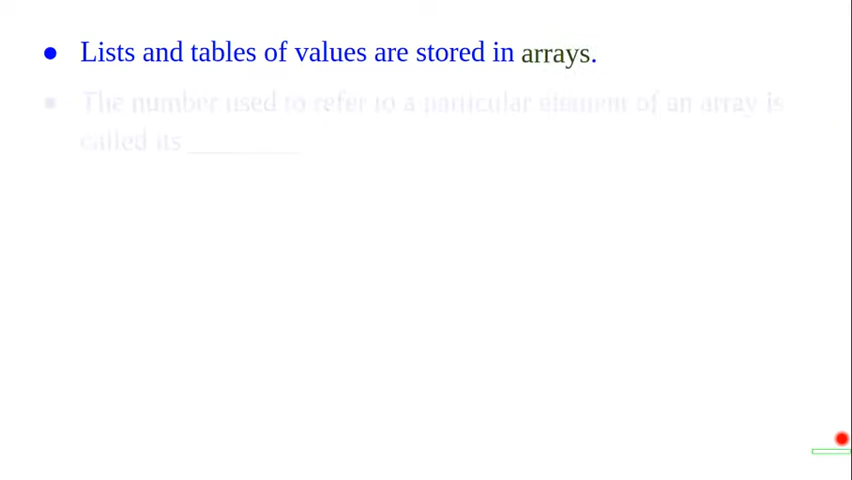 ● Lists and tables of values are stored in arrays.
■ The number used to refer to a particular element of an array is
called its ________